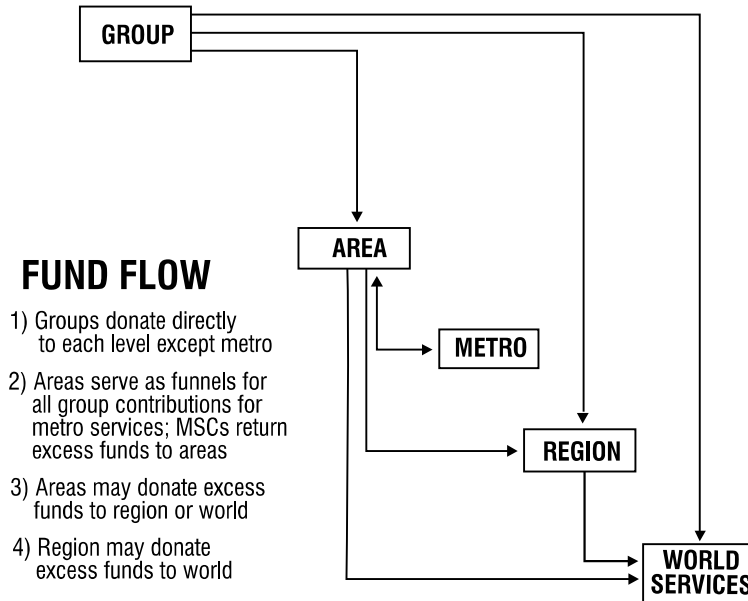 GROUP
AREA
FUND FLOW
1) Groups donate directly
to each level except metro
METRO
2) Areas serve as funnels for
all group contributions for
metro services; MSCs return
excess funds to areas
REGION
3) Areas may donate excess
funds to region or world
4) Region may donate
excess funds to world
WORLD
SERVICES